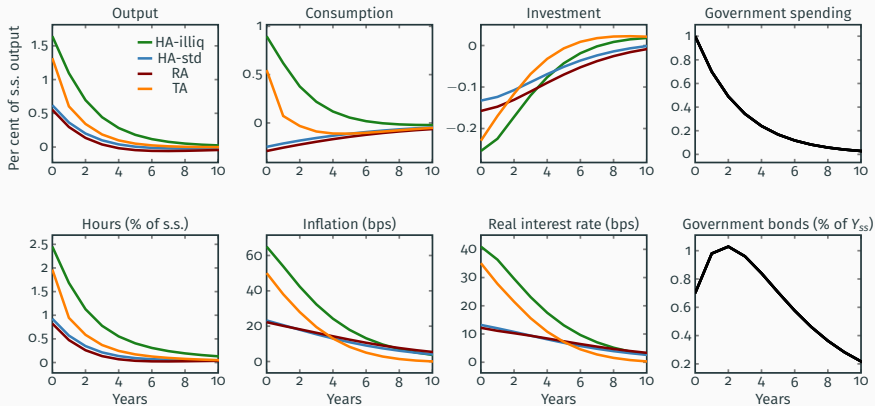 Output
Consumption
Investment
Government spending
Per cent of s.s. output
1.5
1
0.5
0
HA-illiq
HA-std
RA
TA
0 2 4 6 8 10
1
0.5
0
0 2 4 6 8 10
0
−0.1
−0.2
0 2 4 6 8 10
1
0.8
0.6
0.4
0.2
0
0 2 4 6 8 10
Hours (% of s.s.)
Inflation (bps)
Real interest rate (bps)
Government bonds (% of Yss)
2.5
2
1.5
1
0.5
0
0 2 4 6 8 10
Years
60
40
20
0
0 2 4 6 8 10
Years
40
30
20
10
0
0 2 4 6 8 10
Years
1
0.8
0.6
0.4
0.2
0 2 4 6 8 10
Years